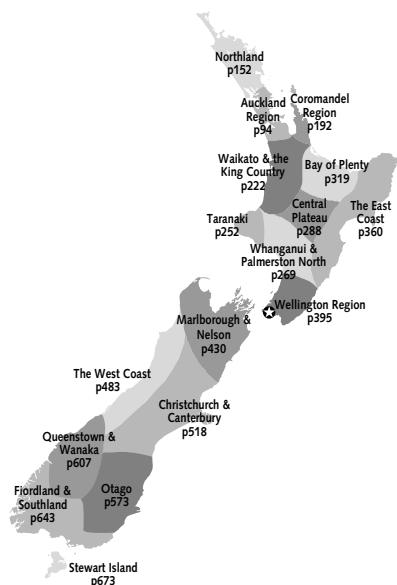 Northland
p152
Auckland
Region
p94
Coromandel
Region
p192
Waikato & the
King Country
p222
Bay of Plenty
p319
Central
Plateau
p288
The East
Coast
p360
Taranaki
p252
Whanganui &
Palmerston North
p269
Wellington Region
p395
Marlborough &
Nelson
p430
The West Coast
p483
Christchurch &
Canterbury
p518
Queenstown &
Wanaka
p607
Otago
p573
Fiordland &
Southland
p643
Stewart Island
p673